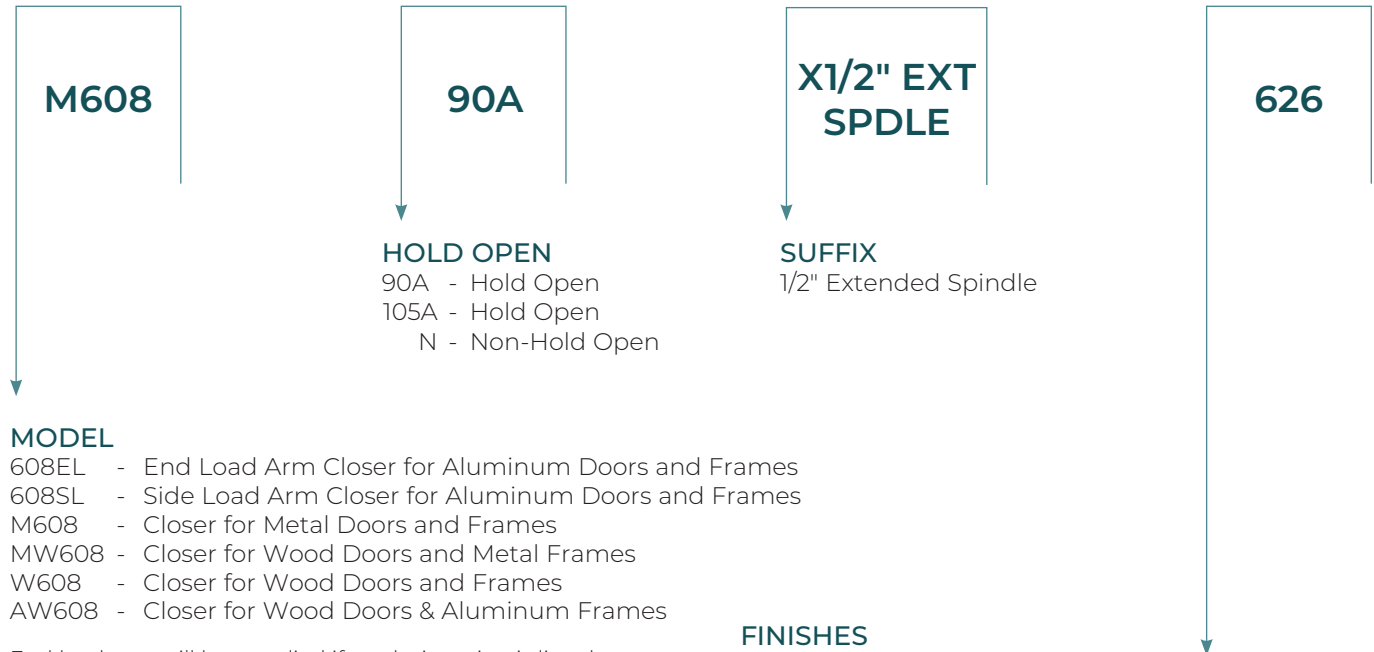 M608
90A
X1/2" EXT
SPDLE
626
HOLD OPEN
90A - Hold Open
105A - Hold Open
N - Non-Hold Open
SUFFIX
1/2" Extended Spindle
MODEL
608EL - End Load Arm Closer for Aluminum Doors and Frames
608SL - Side Load Arm Closer for Aluminum Doors and Frames
M608 - Closer for Metal Doors and Frames
MW608 - Closer for Wood Doors and Metal Frames
W608 - Closer for Wood Doors and Frames
AW608 - Closer for Wood Doors & Aluminum Frames
FINISHES